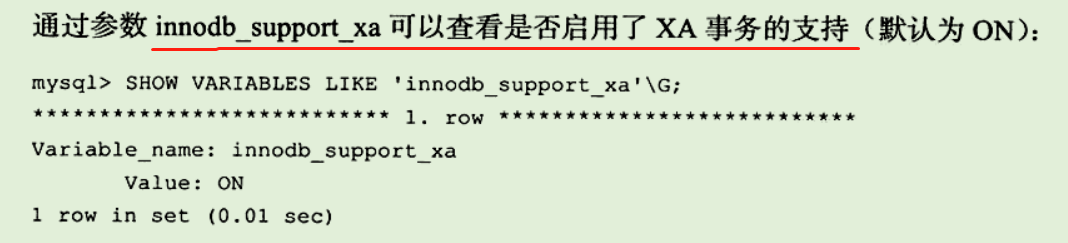 通过参数 innodb_support_xa 可以查看是否启用了 XA 事务的支持（默认为 ON）：
mysql> SHOW VARIABLES LIKE 'innodb_support_xa'\G;
*************************** 1. row ***************************
Variable_name: innodb_support_xa
Value: ON
1 row in set (0.01 sec)